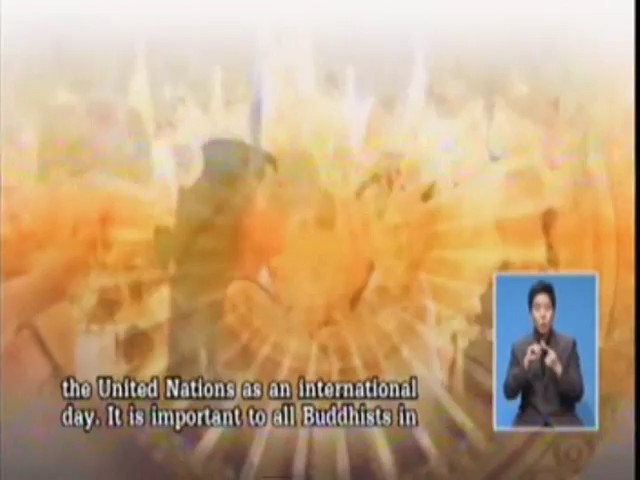 the United Nations as an international
day. It is important to all Buddhists in